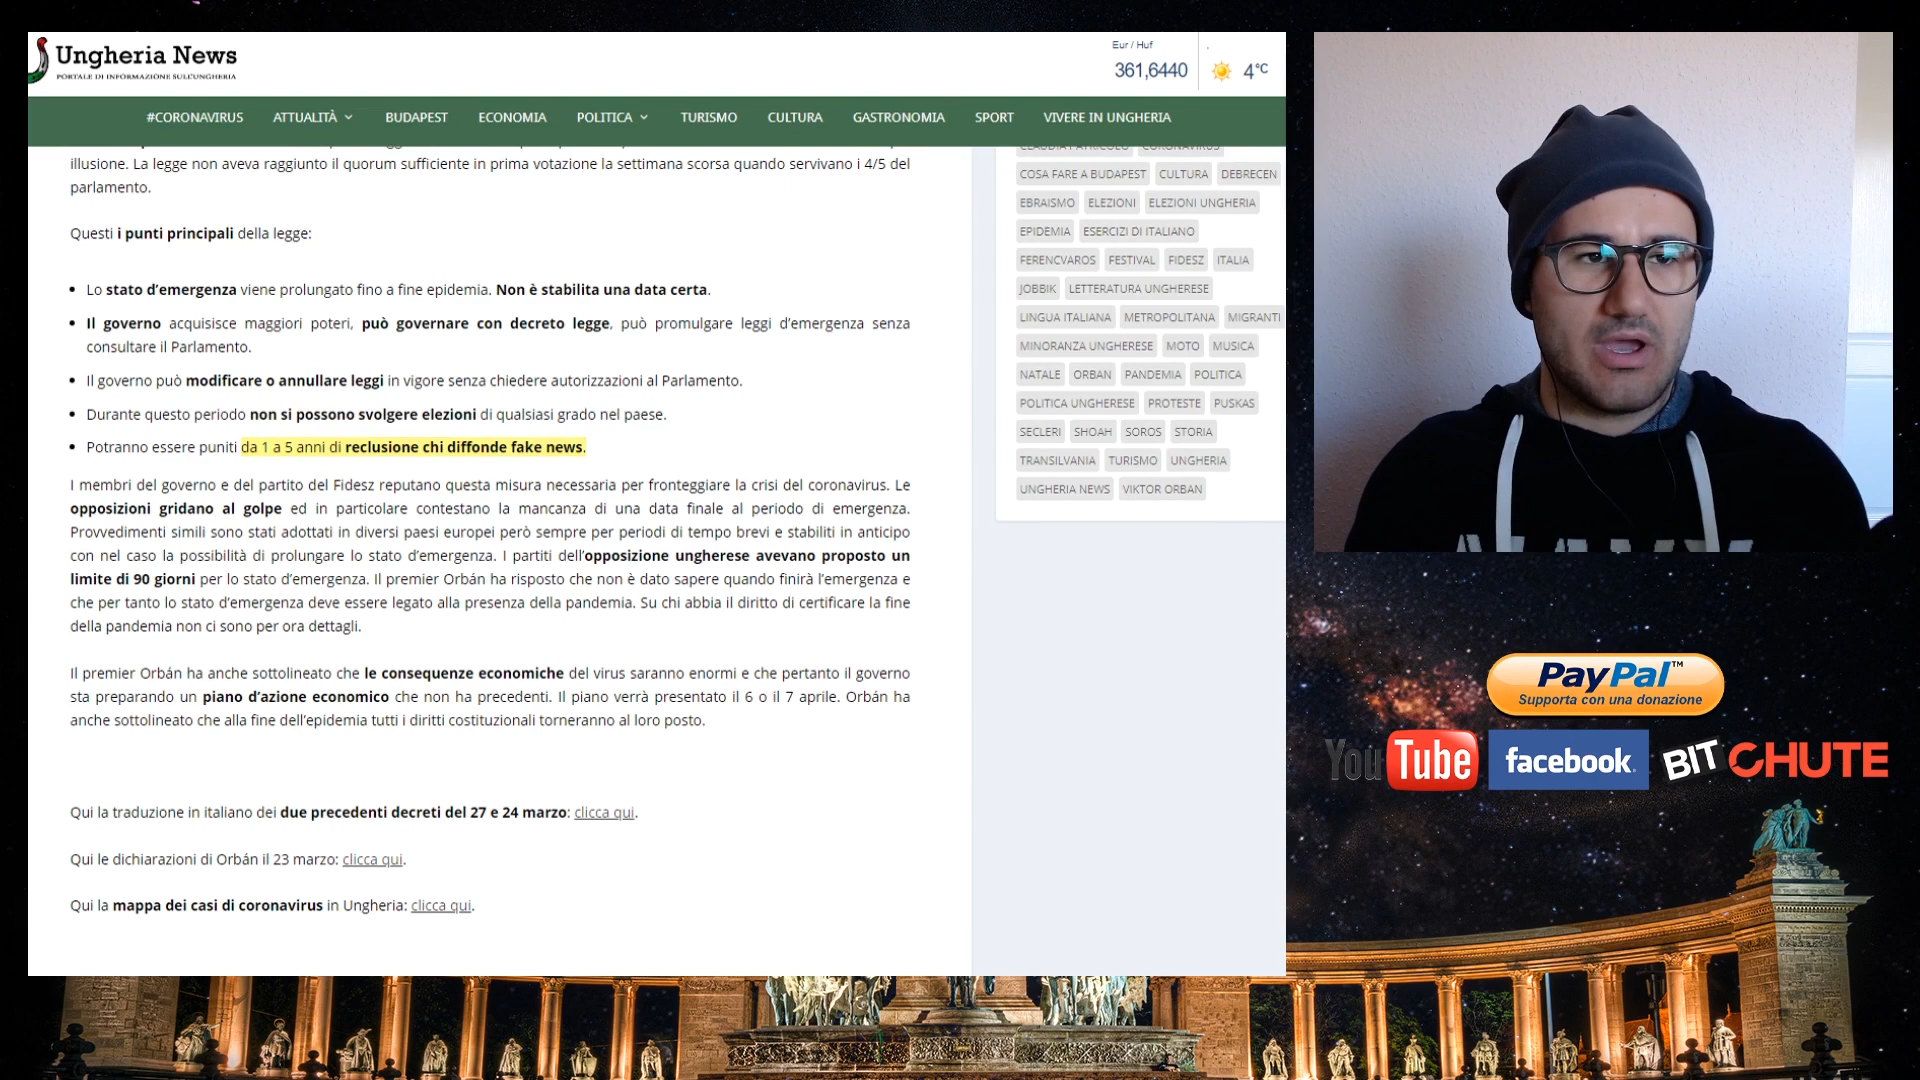 Ungheria News
PORTALE DI INFORMAZIONE SULL'UNGHERIA
Eur / Huf
361,6440
4°C
#CORONAVIRUS ATTUALITÀ BUDAPEST ECONOMIA POLITICA TURISMO CULTURA GASTRONOMIA SPORT VIVERE IN UNGHERIA
illusione. La legge non aveva raggiunto il quorum sufficiente in prima votazione la settimana scorsa quando servivano i 4/5 del
parlamento.
Questi i punti principali della legge:
• Lo stato d’emergenza viene prolungato fino a fine epidemia. Non è stabilita una data certa.
• Il governo acquisisce maggiori poteri, può governare con decreto legge, può promulgare leggi d’emergenza senza
consultare il Parlamento.
• Il governo può modificare o annullare leggi in vigore senza chiedere autorizzazioni al Parlamento.
• Durante questo periodo non si possono svolgere elezioni di qualsiasi grado nel paese.
• Potranno essere puniti da 1 a 5 anni di reclusione chi diffonde fake news.
I membri del governo e del partito del Fidesz reputano questa misura necessaria per fronteggiare la crisi del coronavirus. Le
opposizioni gridano al golpe ed in particolare contestano la mancanza di una data finale al periodo di emergenza.
Provvedimenti simili sono stati adottati in diversi paesi europei però sempre per periodi di tempo brevi e stabiliti in anticipo
con nel caso la possibilità di prolungare lo stato d’emergenza. I partiti dell’opposizione ungherese avevano proposto un
limite di 90 giorni per lo stato d’emergenza. Il premier Orbán ha risposto che non è dato sapere quando finirà l’emergenza e
che per tanto lo stato d’emergenza deve essere legato alla presenza della pandemia. Su chi abbia il diritto di certificare la fine
della pandemia non ci sono per ora dettagli.
Il premier Orbán ha anche sottolineato che le consequenze economiche del virus saranno enormi e che pertanto il governo
sta preparando un piano d’azione economico che non ha precedenti. Il piano verrà presentato il 6 o il 7 aprile. Orbán ha
anche sottolineato che alla fine dell’epidemia tutti i diritti costituzionali torneranno al loro posto.
Qui la traduzione in italiano dei due precedenti decreti del 27 e 24 marzo: clicca qui.
Qui le dichiarazioni di Orbán il 23 marzo: clicca qui.
Qui la mappa dei casi di coronavirus in Ungheria: clicca qui.
CLAUDIA PATRICOLO CORONAVIRUS
COSA FARE A BUDAPEST CULTURA DEBRECEN
EBRAISMO ELEZIONI ELEZIONI UNGHERIA
EPIDEMIA ESERCIZI DI ITALIANO
FERENCVAROS FESTIVAL FIDESZ ITALIA
JOBBIK LETTERATURA UNGHERESE
LINGUA ITALIANA METROPOLITANA MIGRANTI
MINORANZA UNGHERESE MOTO MUSICA
NATALE ORBAN PANDEMIA POLITICA
POLITICA UNGHERESE PROTESTE PUSKAS
SECLERI SHOAH SOROS STORIA
TRANSILVANIA TURISMO UNGHERIA
UNGHERIA NEWS VIKTOR ORBAN
PayPal™
Supporta con una donazione
YouTube facebook BITCHUTE